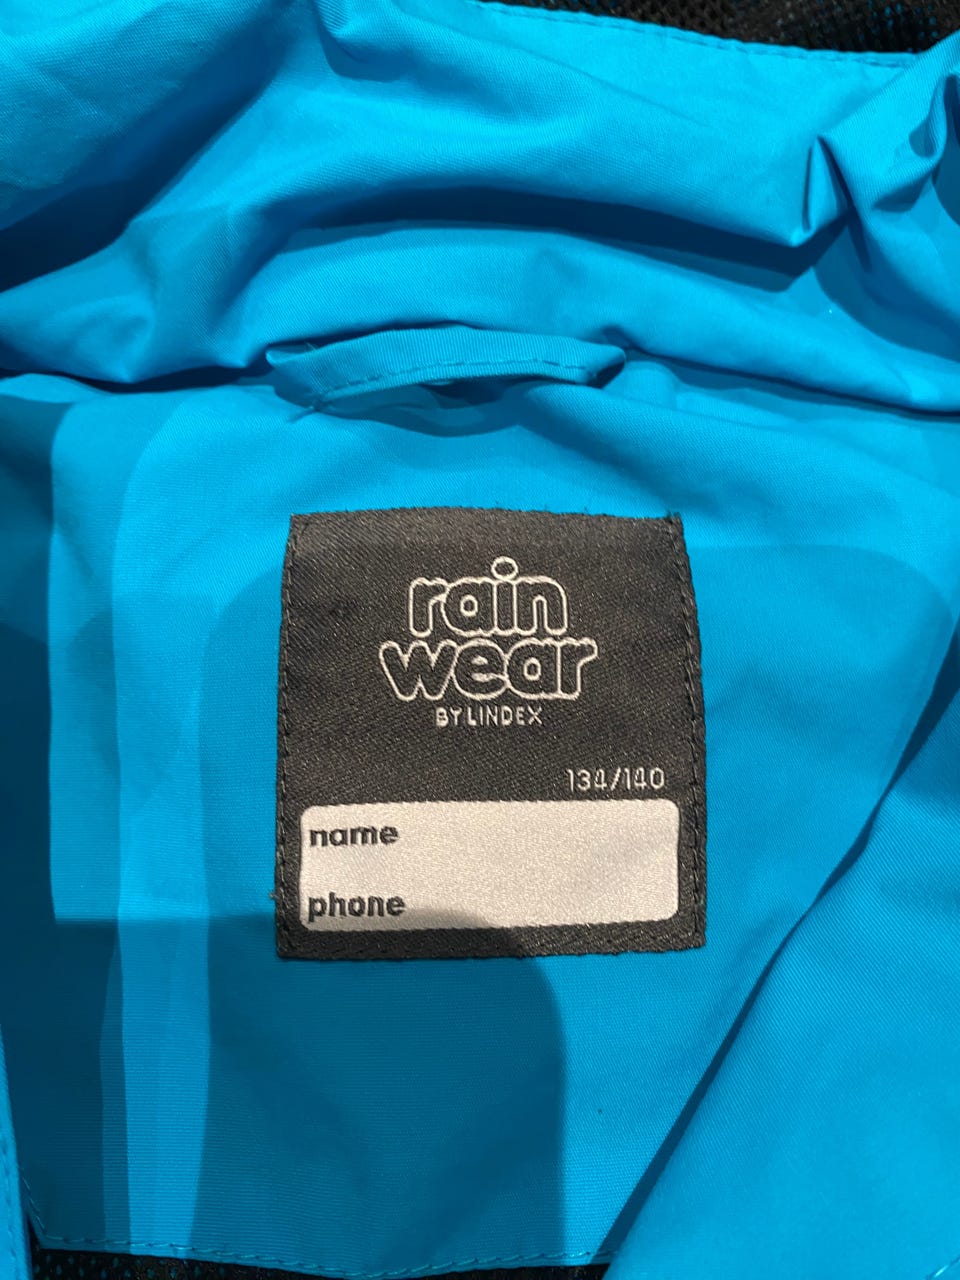 rain
wear
BY LINDEX
134/140
name
phone